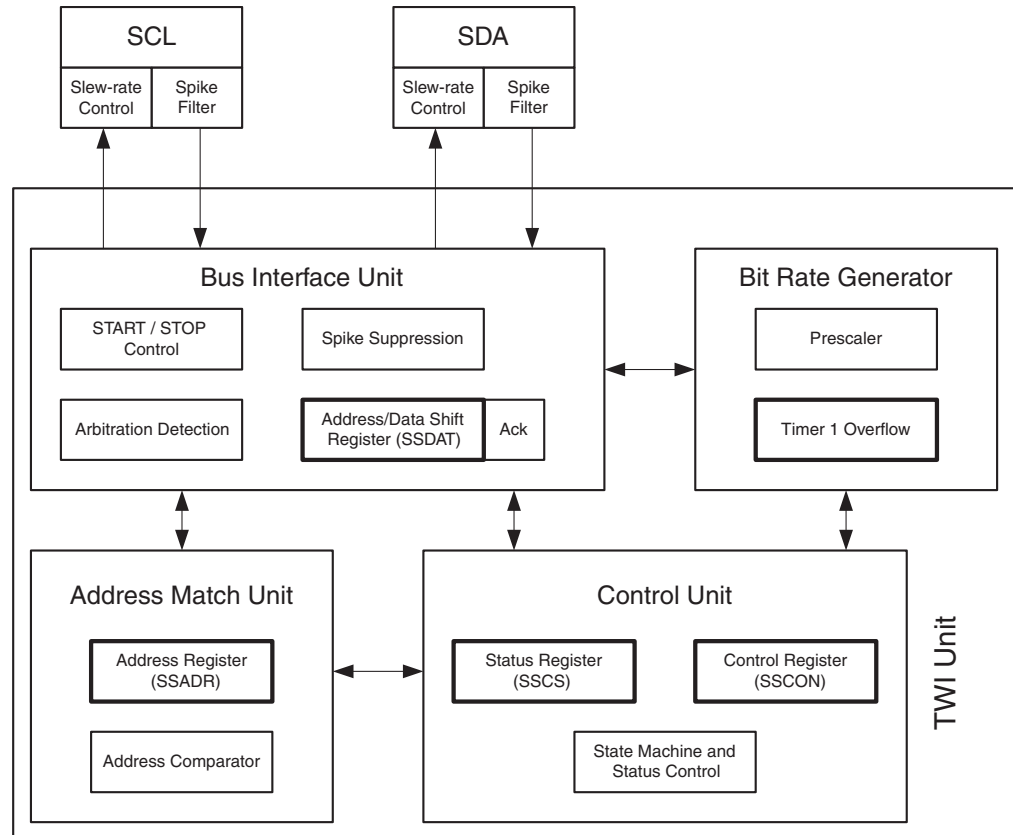 SCL
Slew-rate
Control
Spike
Filter
SDA
Slew-rate
Control
Spike
Filter
Bus Interface Unit
START / STOP
Control
Spike Suppression
Arbitration Detection
Address/Data Shift
Register (SSDAT)
Ack
Bit Rate Generator
Prescaler
Timer 1 Overflow
Address Match Unit
Address Register
(SSADR)
Address Comparator
Control Unit
Status Register
(SSCS)
Control Register
(SSCON)
State Machine and
Status Control
TWI Unit